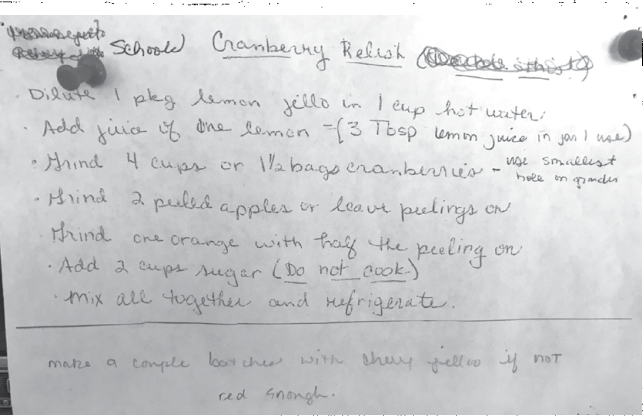 School Cranberry Relish
· Dilute 1 pkg lemon jello in 1 cup hot water.
· Add juice of one lemon - (3 Tbsp lemon juice in jar I use)
· Grind 4 cups or 1½ bags cranberries - use smallest
hole on grinder
· Grind 2 peeled apples or leave peelings on
Grind one orange with half the peeling on
· Add 2 cups sugar (Do not cook.)
· Mix all together and refrigerate.
make a couple batches with cherry jelloo if not
red enough.